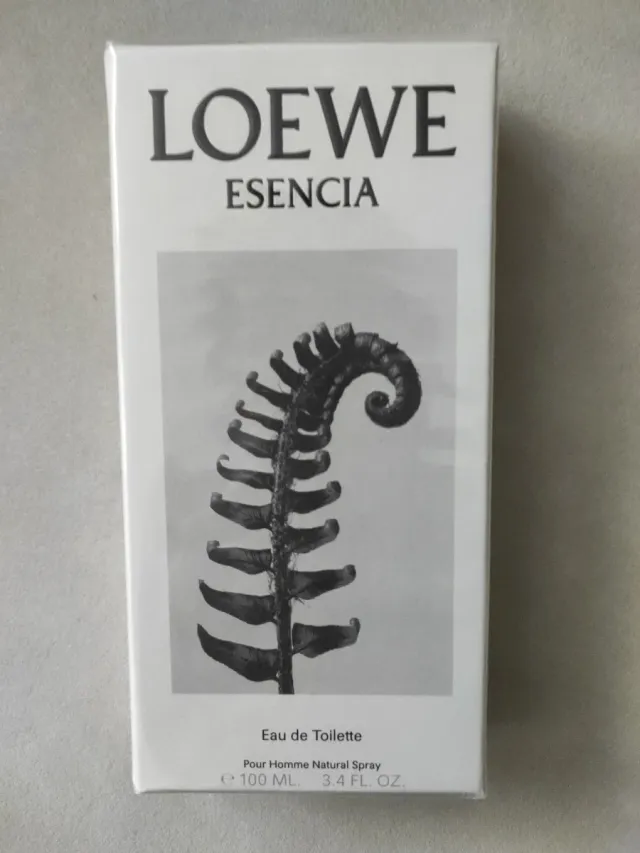 LOEWE
ESENCIA
Eau de Toilette
Pour Homme Natural Spray
℮ 100 ML. 3.4 FL. OZ.